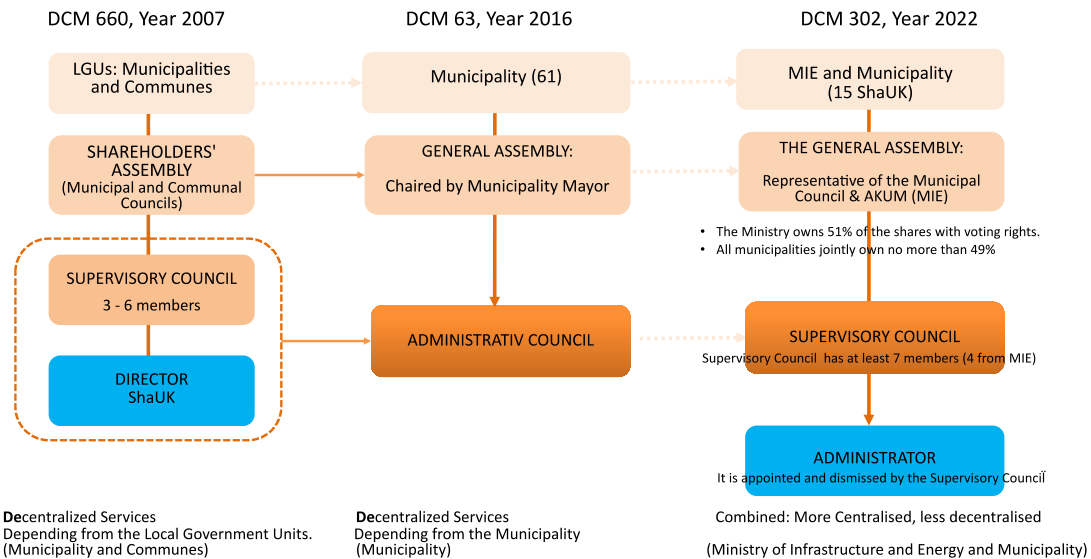 DCM 660, Year 2007
LGUs: Municipalities
and Communes
SHAREHOLDERS'
ASSEMBLY
(Municipal and Communal
Councils)
SUPERVISORY COUNCIL
3 - 6 members
DIRECTOR
ShaUK
Decentralized Services
Depending from the Local Government Units.
(Municipality and Communes)
DCM 63, Year 2016
Municipality (61)
GENERAL ASSEMBLY:
Chaired by Municipality Mayor
ADMINISTRATIV COUNCIL
Decentralized Services
Depending from the Municipality
(Municipality)
DCM 302, Year 2022
MIE and Municipality
(15 ShaUK)
THE GENERAL ASSEMBLY:
Representative of the Municipal
Council & AKUM (MIE)
• The Ministry owns 51% of the shares with voting rights.
• All municipalities jointly own no more than 49%
SUPERVISORY COUNCIL
Supervisory Council has at least 7 members (4 from MIE)
ADMINISTRATOR
It is appointed and dismissed by the Supervisory CounciÏ
Combined: More Centralised, less decentralised
(Ministry of Infrastructure and Energy and Municipality)